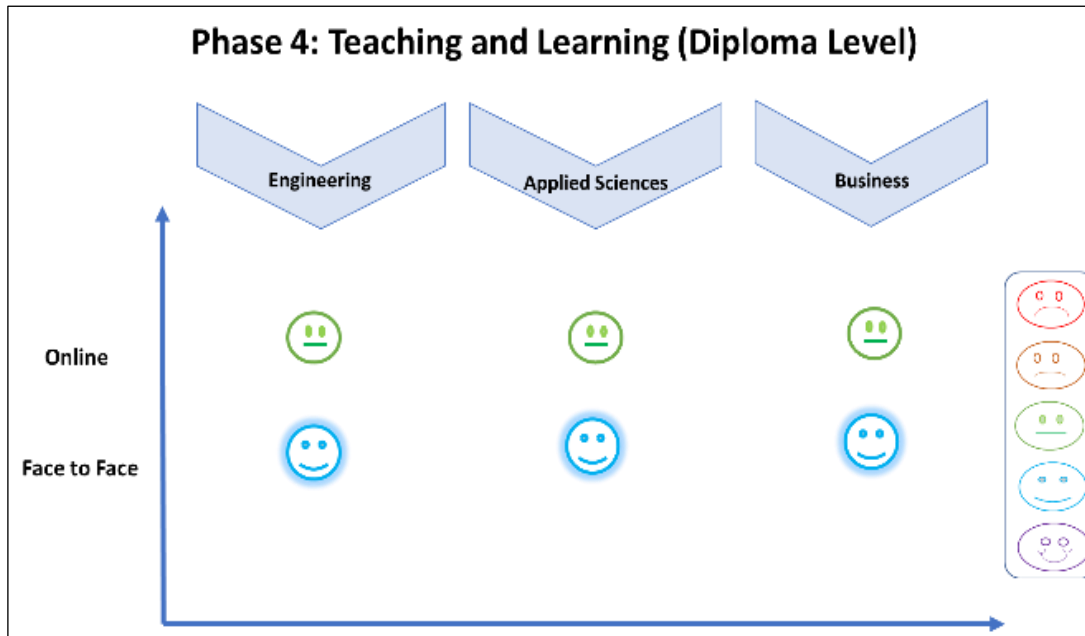 Phase 4: Teaching and Learning (Diploma Level)
Engineering
Applied Sciences
Business
Online
Face to Face